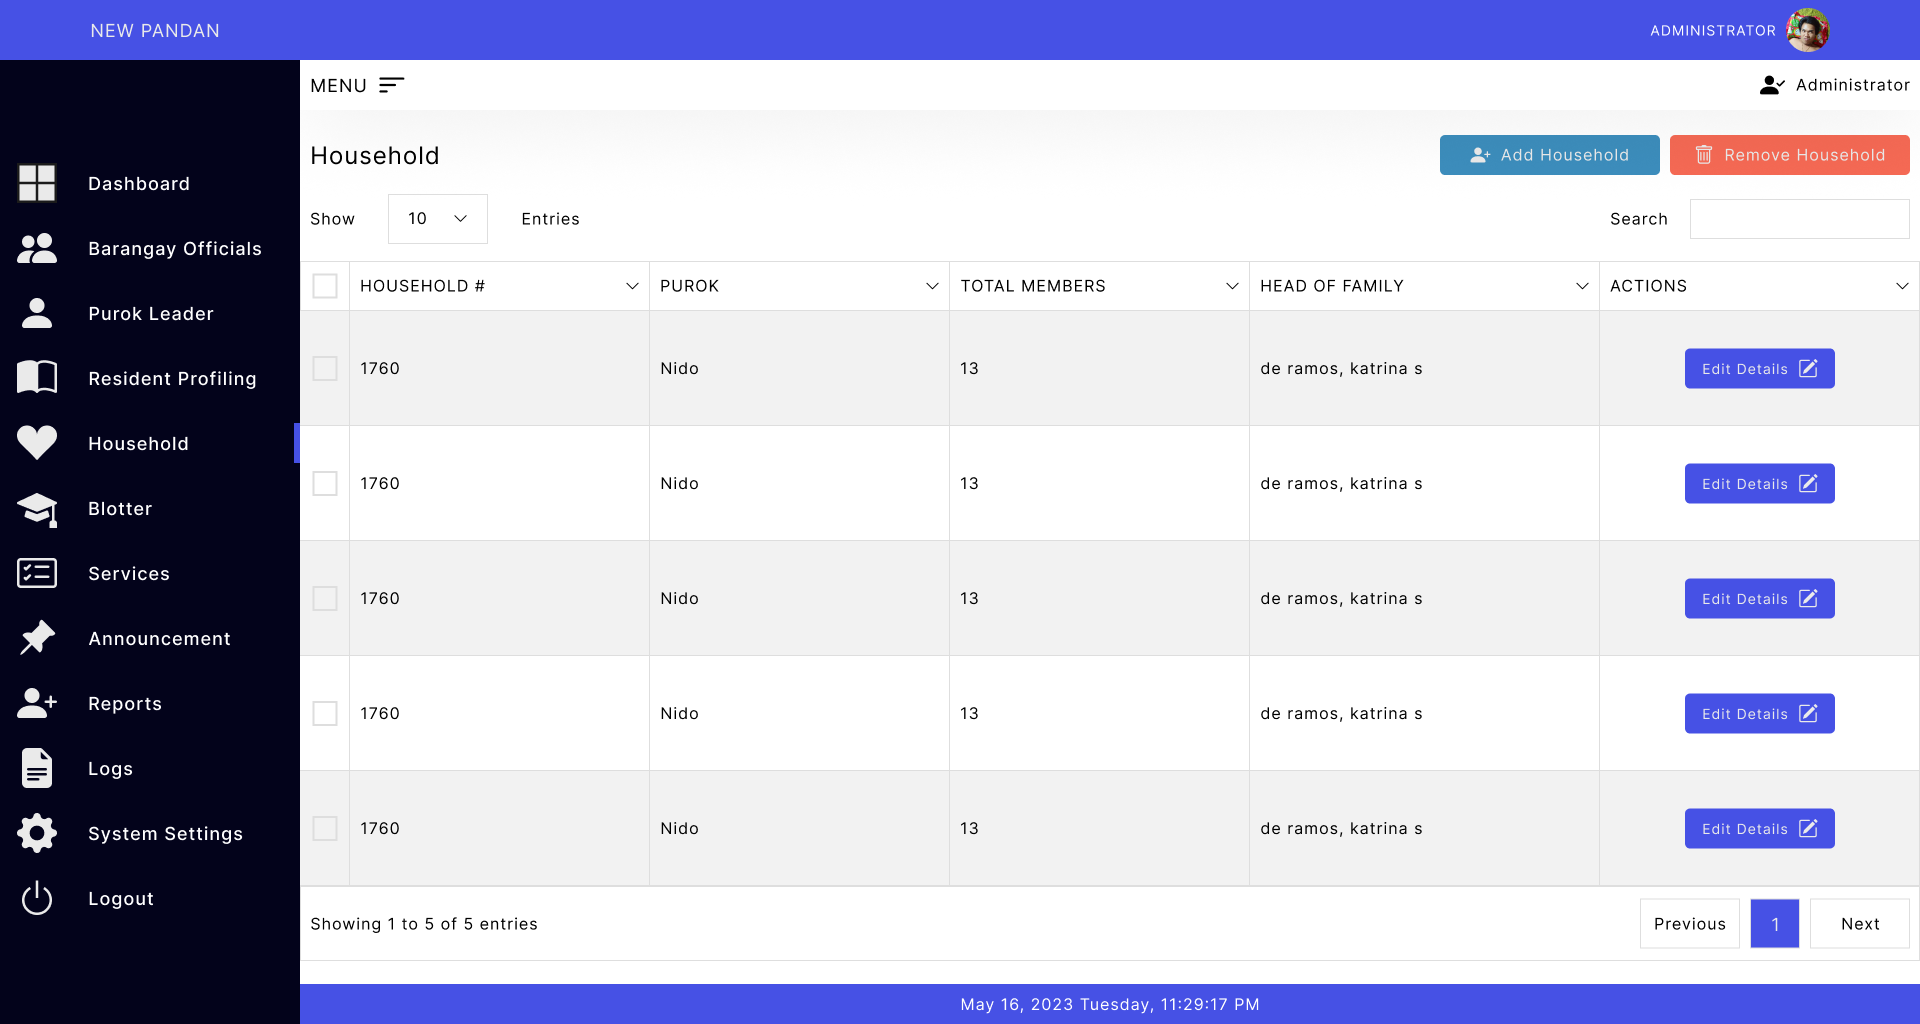 NEW PANDAN
ADMINISTRATOR
MENU
Administrator
Dashboard
Barangay Officials
Purok Leader
Resident Profiling
Household
Blotter
Services
Announcement
Reports
Logs
System Settings
Logout
Household
Add Household
Remove Household
Show 10 Entries
Search
HOUSEHOLD # PUROK TOTAL MEMBERS HEAD OF FAMILY ACTIONS
1760 Nido 13 de ramos, katrina s Edit Details
1760 Nido 13 de ramos, katrina s Edit Details
1760 Nido 13 de ramos, katrina s Edit Details
1760 Nido 13 de ramos, katrina s Edit Details
1760 Nido 13 de ramos, katrina s Edit Details
Showing 1 to 5 of 5 entries
Previous 1 Next
May 16, 2023 Tuesday, 11:29:17 PM